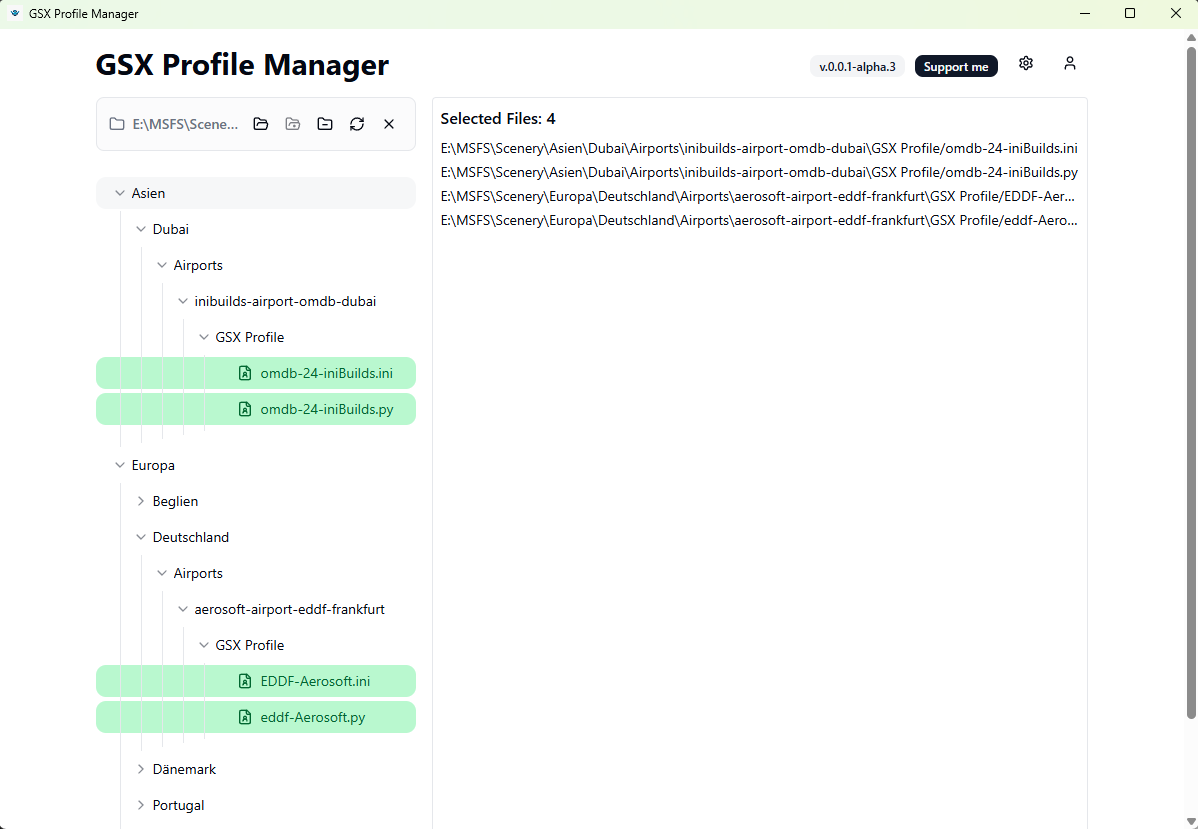 GSX Profile Manager
GSX Profile Manager
v.0.0.1-alpha.3
Support me
E:\MSFS\Scene...
Asien
Dubai
Airports
inibuilds-airport-omdb-dubai
GSX Profile
omdb-24-iniBuilds.ini
omdb-24-iniBuilds.py
Europa
Beglien
Deutschland
Airports
aerosoft-airport-eddf-frankfurt
GSX Profile
EDDF-Aerosoft.ini
eddf-Aerosoft.py
Dänemark
Portugal
Selected Files: 4
E:\MSFS\Scenery\Asien\Dubai\Airports\inibuilds-airport-omdb-dubai\GSX Profile/omdb-24-iniBuilds.ini
E:\MSFS\Scenery\Asien\Dubai\Airports\inibuilds-airport-omdb-dubai\GSX Profile/omdb-24-iniBuilds.py
E:\MSFS\Scenery\Europa\Deutschland\Airports\aerosoft-airport-eddf-frankfurt\GSX Profile/EDDF-Aer...
E:\MSFS\Scenery\Europa\Deutschland\Airports\aerosoft-airport-eddf-frankfurt\GSX Profile/eddf-Aero...